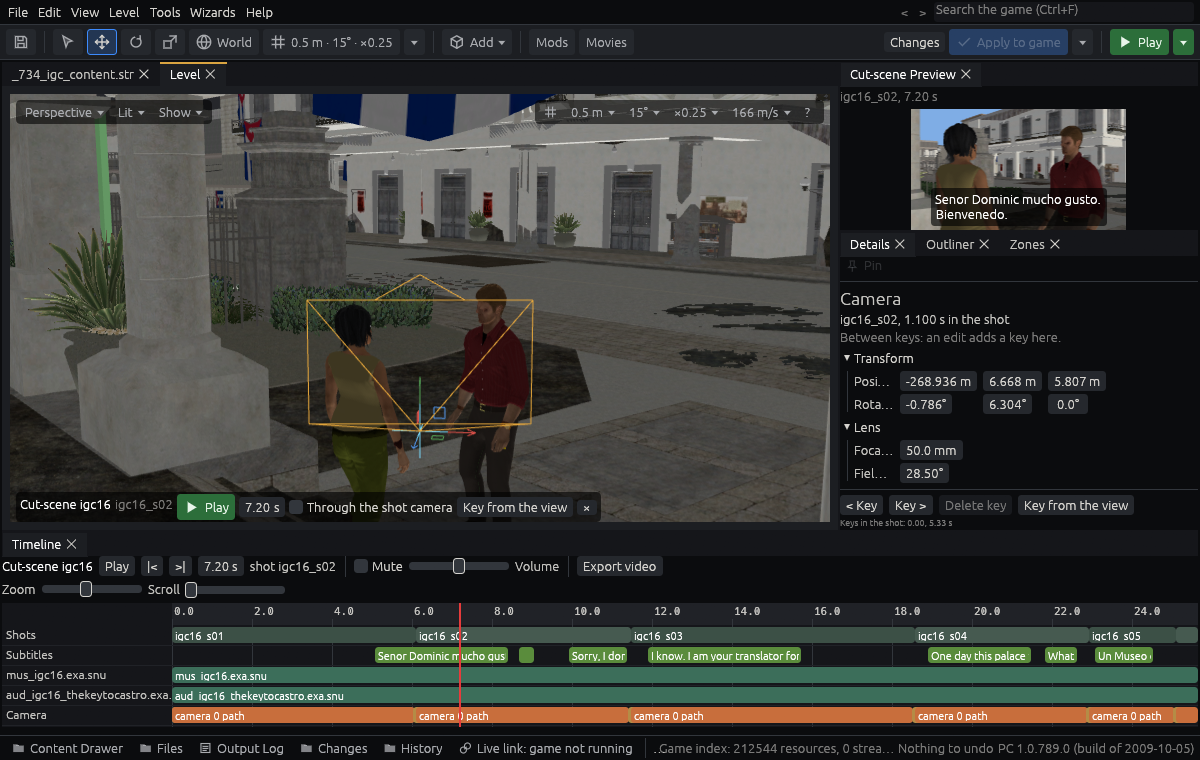 File Edit View Level Tools Wizards Help
< > Search the game (Ctrl+F)
World 0.5 m · 15° · ×0.25 Add Mods Movies Changes Apply to game Play
_734_igc_content.str Level
Cut-scene Preview
igc16_s02, 7.20 s
Perspective Lit Show 0.5 m 15° ×0.25 166 m/s ?
Senor Dominic mucho gusto.
Bienvenedo.
Details Outliner Zones
Pin
Camera
igc16_s02, 1.100 s in the shot
Between keys: an edit adds a key here.
Transform
Posi... -268.936 m 6.668 m 5.807 m
Rota... -0.786° 6.304° 0.0°
Lens
Foca... 50.0 mm
Fiel... 28.50°
< Key Key > Delete key Key from the view
Keys in the shot: 0.00, 5.33 s
Cut-scene igc16 igc16_s02 Play 7.20 s Through the shot camera Key from the view ×
Timeline
Cut-scene igc16 Play |< >| 7.20 s shot igc16_s02 Mute Volume Export video
Zoom Scroll
0.0 2.0 4.0 6.0 8.0 10.0 12.0 14.0 16.0 18.0 20.0 22.0 24.0
Shots igc16_s01 igc16_s02 igc16_s03 igc16_s04 igc16_s05
Subtitles Senor Dominic mucho gus Sorry, I dor I know. I am your translator for One day this palace What Un Museo
mus_igc16.exa.snu mus_igc16.exa.snu
aud_igc16_thekeytocastro.exa. aud_igc16_thekeytocastro.exa.snu
Camera camera 0 path camera 0 path camera 0 path camera 0 path camera 0 path
Content Drawer Files Output Log Changes History Live link: game not running ...Game index: 212544 resources, 0 strea... Nothing to undo PC 1.0.789.0 (build of 2009-10-05)